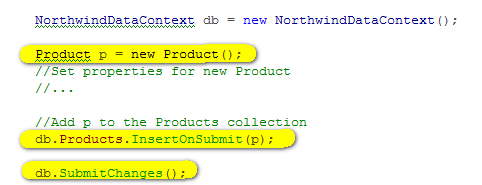 NorthwindDataContext db = new NorthwindDataContext();
Product p = new Product();
//Set properties for new Product
//...
//Add p to the Products collection
db.Products.InsertOnSubmit(p);
db.SubmitChanges();